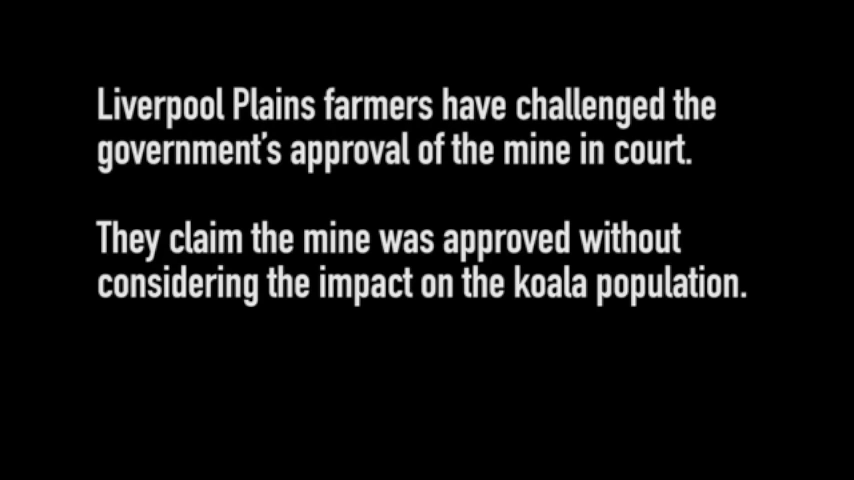 Liverpool Plains farmers have challenged the
government's approval of the mine in court.
They claim the mine was approved without
considering the impact on the koala population.